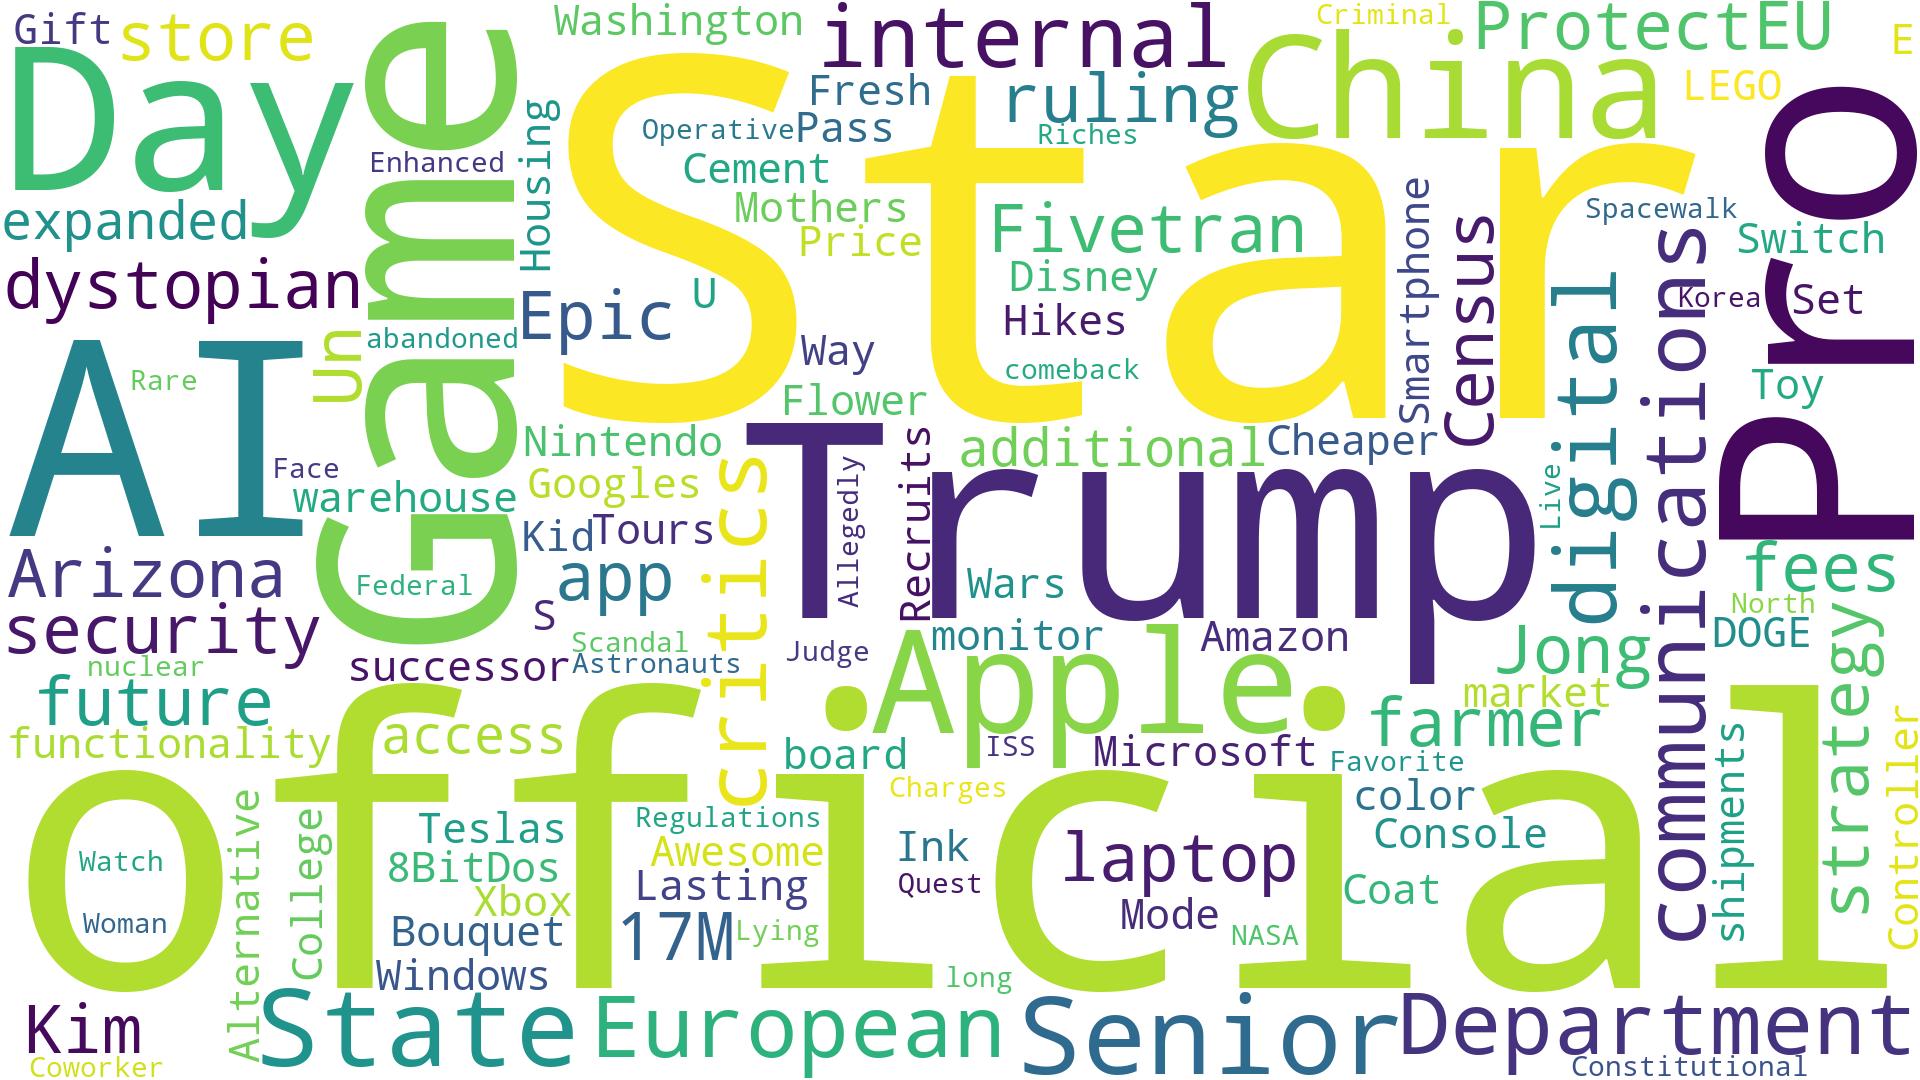 Gift
store
Washington
internal
Criminal
ProtectEU
E
Day
Game
Star
China
Fresh
ruling
LEGO
Pro
Operative
Pass
Riches
Housing
Enhanced
Cement
Mothers
Price
Fivetran
Smartphone
Census
Spacewalk
Switch
expanded
dystopian
Epic
U
Disney
Hikes
digital
communications
Korea
Set
abandoned
Un
Way
comeback
Toy
AI
Rare
Flower
Nintendo
additional
Cheaper
Face
warehouse
Googles
critics
Trump
Allegedly
Recruits
Live
Kid
Tours
Arizona
Federal
app
Wars
fees
North
security
S
Scandal
Astronauts
Judge
monitor
Amazon
Jong
DOGE
strategy
nuclear
successor
Apple
market
future
farmer
functionality
access
board
ISS
Microsoft
Favorite
shipments
Controller
official
Charges
color
Alternative
College
Teslas
Regulations
Ink
laptop
Console
Watch
8BitDos
Awesome
Xbox
Lasting
Quest
Coat
Woman
Bouquet
17M
Lying
Mode
NASA
Windows
long
Kim
State
European
Senior
Department
Coworker
Constitutional